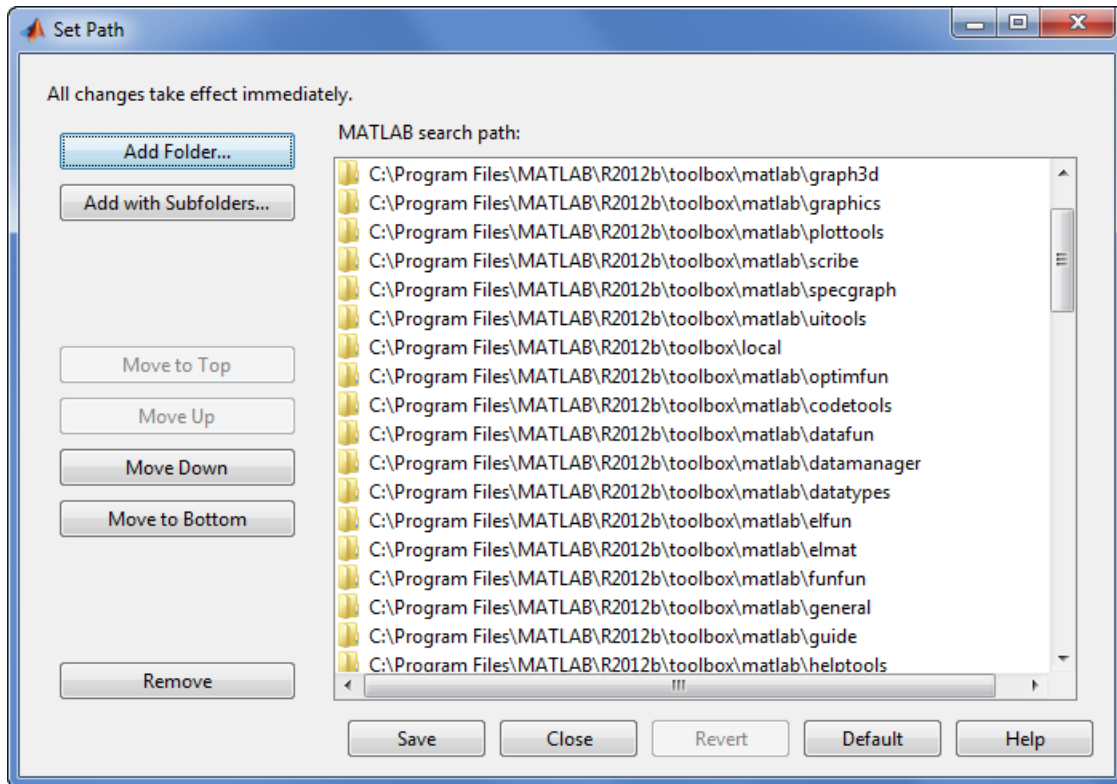 Set Path
All changes take effect immediately.
Add Folder...
Add with Subfolders...
Move to Top
Move Up
Move Down
Move to Bottom
Remove
MATLAB search path:
C:\Program Files\MATLAB\R2012b\toolbox\matlab\graph3d
C:\Program Files\MATLAB\R2012b\toolbox\matlab\graphics
C:\Program Files\MATLAB\R2012b\toolbox\matlab\plottools
C:\Program Files\MATLAB\R2012b\toolbox\matlab\scribe
C:\Program Files\MATLAB\R2012b\toolbox\matlab\specgraph
C:\Program Files\MATLAB\R2012b\toolbox\matlab\uitools
C:\Program Files\MATLAB\R2012b\toolbox\local
C:\Program Files\MATLAB\R2012b\toolbox\matlab\optimfun
C:\Program Files\MATLAB\R2012b\toolbox\matlab\codetools
C:\Program Files\MATLAB\R2012b\toolbox\matlab\datafun
C:\Program Files\MATLAB\R2012b\toolbox\matlab\datamanager
C:\Program Files\MATLAB\R2012b\toolbox\matlab\datatypes
C:\Program Files\MATLAB\R2012b\toolbox\matlab\elfun
C:\Program Files\MATLAB\R2012b\toolbox\matlab\elmat
C:\Program Files\MATLAB\R2012b\toolbox\matlab\funfun
C:\Program Files\MATLAB\R2012b\toolbox\matlab\general
C:\Program Files\MATLAB\R2012b\toolbox\matlab\guide
C:\Program Files\MATLAB\R2012b\toolbox\matlab\helptools
Save
Close
Revert
Default
Help